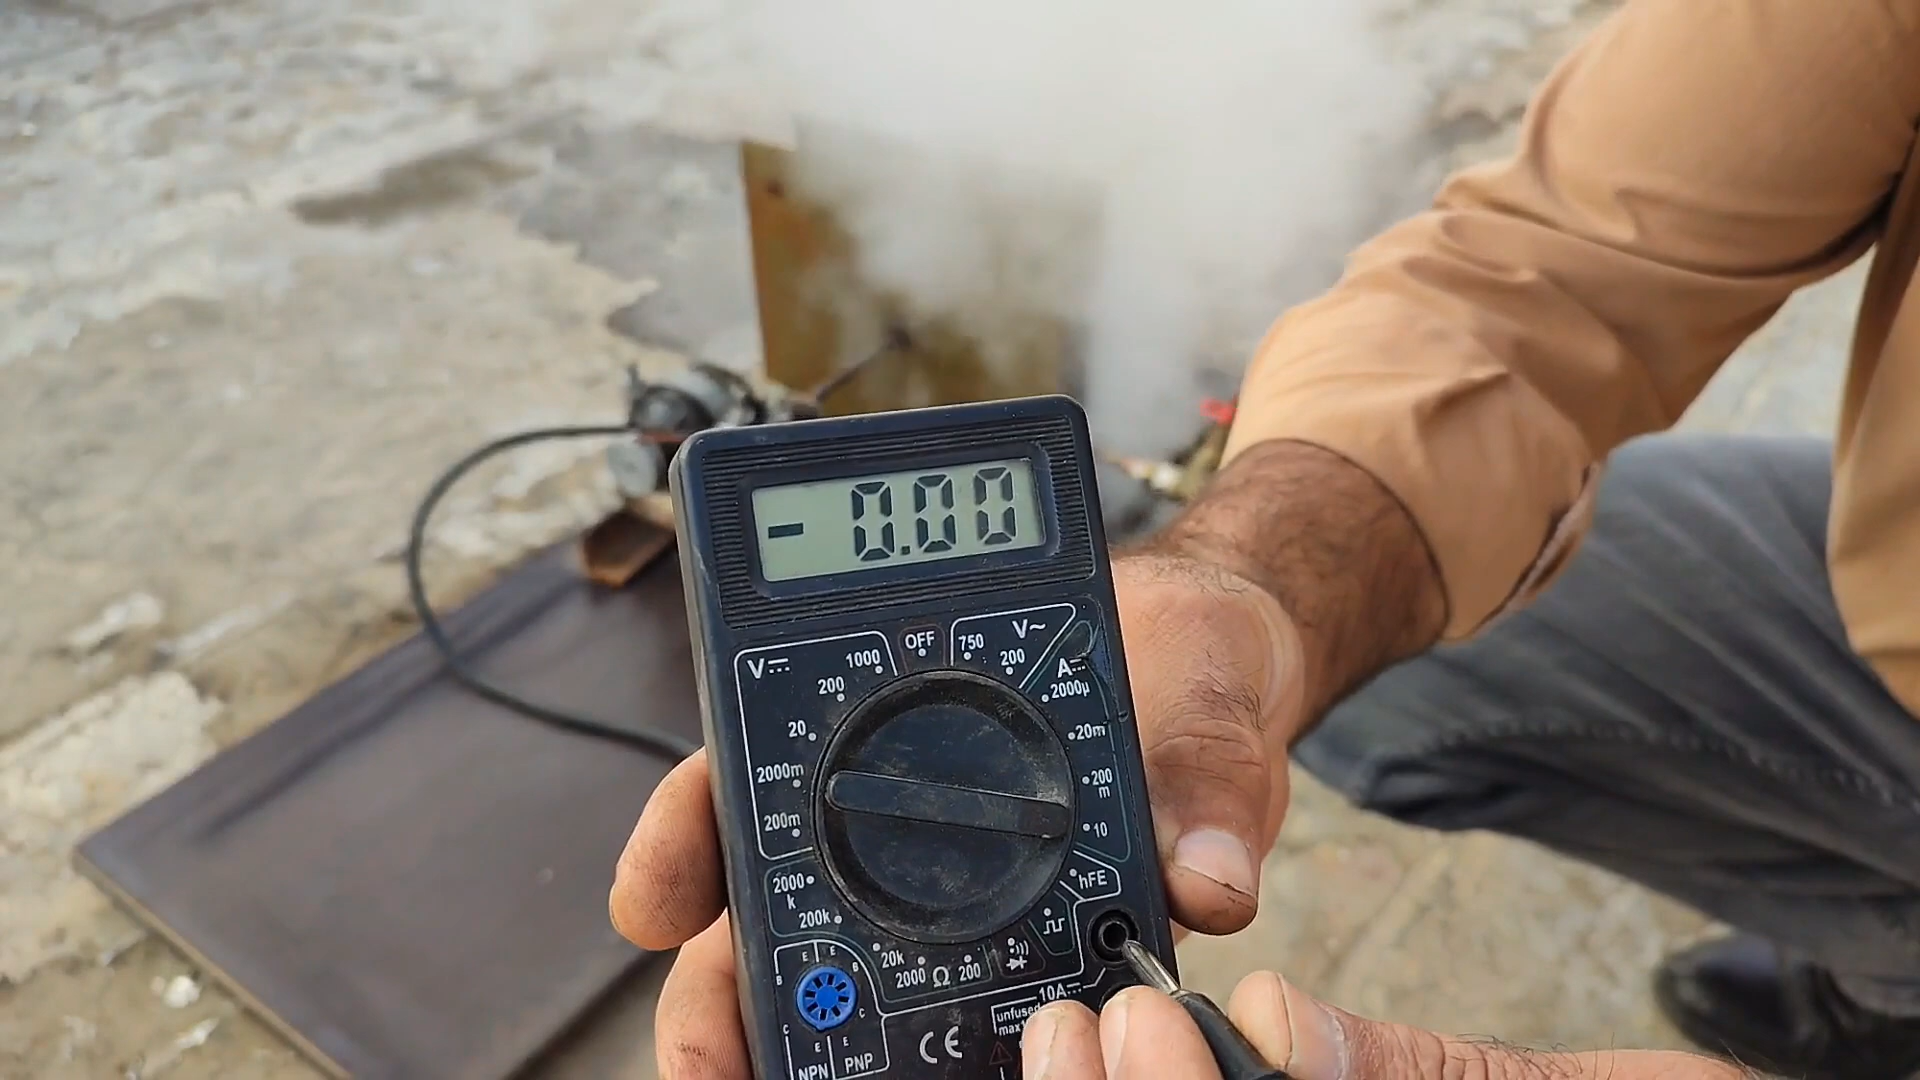 - 0.00
OFF
V⎓ 1000
750 V~
200
200
A⎓
2000µ
20
20m
2000m
200
m
200m
10
2000
k
hFE
200k
20k
2000 Ω 200
10A⎓
unfused
E E
B B
C C
E E
NPN PNP
CE